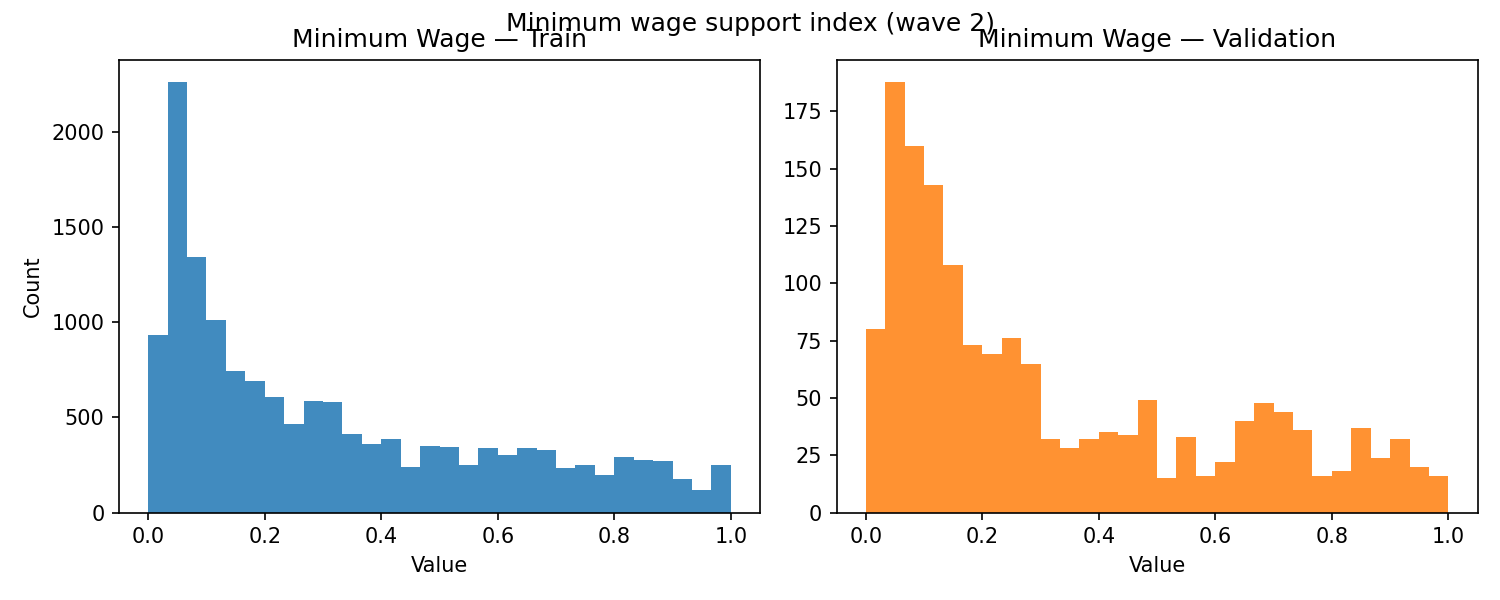 Minimum wage support index (wave 2)
Minimum Wage — Train
Minimum Wage — Validation
2000
1500
1000
500
0
Count
0.0 0.2 0.4 0.6 0.8 1.0
Value
175
150
125
100
75
50
25
0
0.0 0.2 0.4 0.6 0.8 1.0
Value